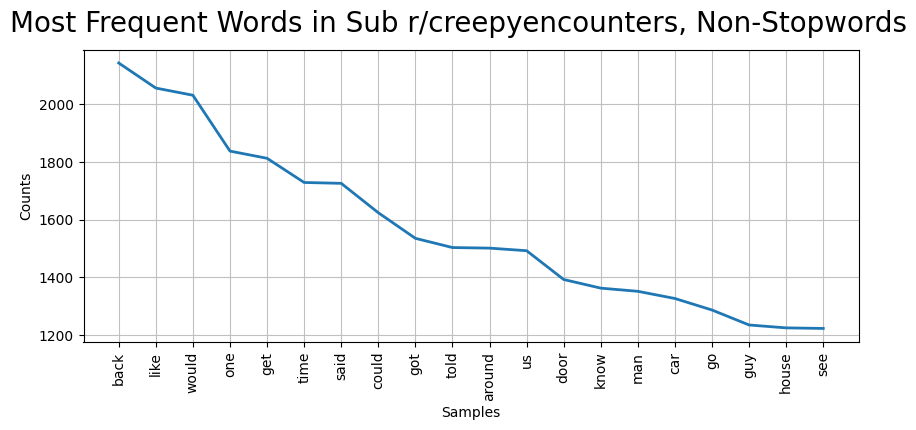 Most Frequent Words in Sub r/creepyencounters, Non-Stopwords
2000
1800
1600
1400
1200
Counts
back
like
would
one
get
time
said
could
got
told
around
us
door
know
man
car
go
guy
house
see
Samples